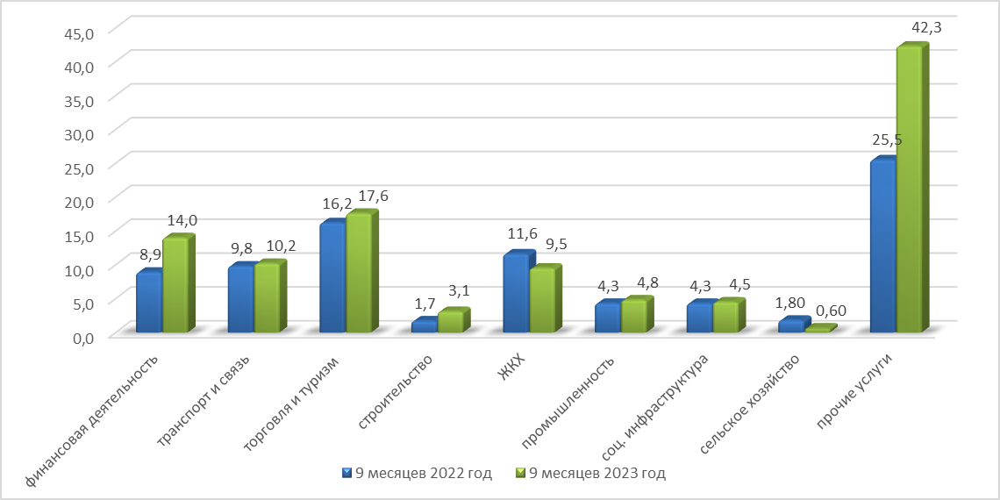 45,0
40,0
35,0
30,0
25,0
20,0
15,0
10,0
5,0
0,0
8,9
14,0
9,8
10,2
16,2
17,6
1,7
3,1
11,6
9,5
4,3
4,8
4,3
4,5
1,80
0,60
25,5
42,3
финансовая деятельность
транспорт и связь
торговля и туризм
строительство
ЖКХ
промышленность
соц. инфраструктура
сельское хозяйство
прочие услуги
9 месяцев 2022 год
9 месяцев 2023 год